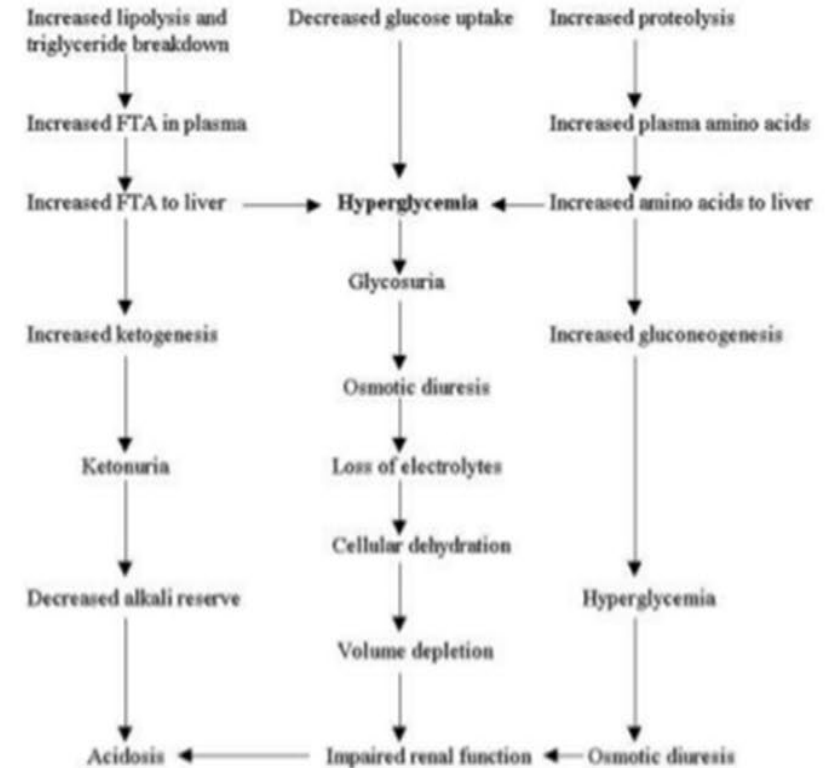 Increased lipolysis and
triglyceride breakdown
Decreased glucose uptake
Increased proteolysis
Increased FTA in plasma
Increased plasma amino acids
Increased FTA to liver
Hyperglycemia
Increased amino acids to liver
Glycosuria
Increased ketogenesis
Increased gluconeogenesis
Osmotic diuresis
Ketonuria
Loss of electrolytes
Cellular dehydration
Decreased alkali reserve
Hyperglycemia
Volume depletion
Acidosis
Impaired renal function
Osmotic diuresis